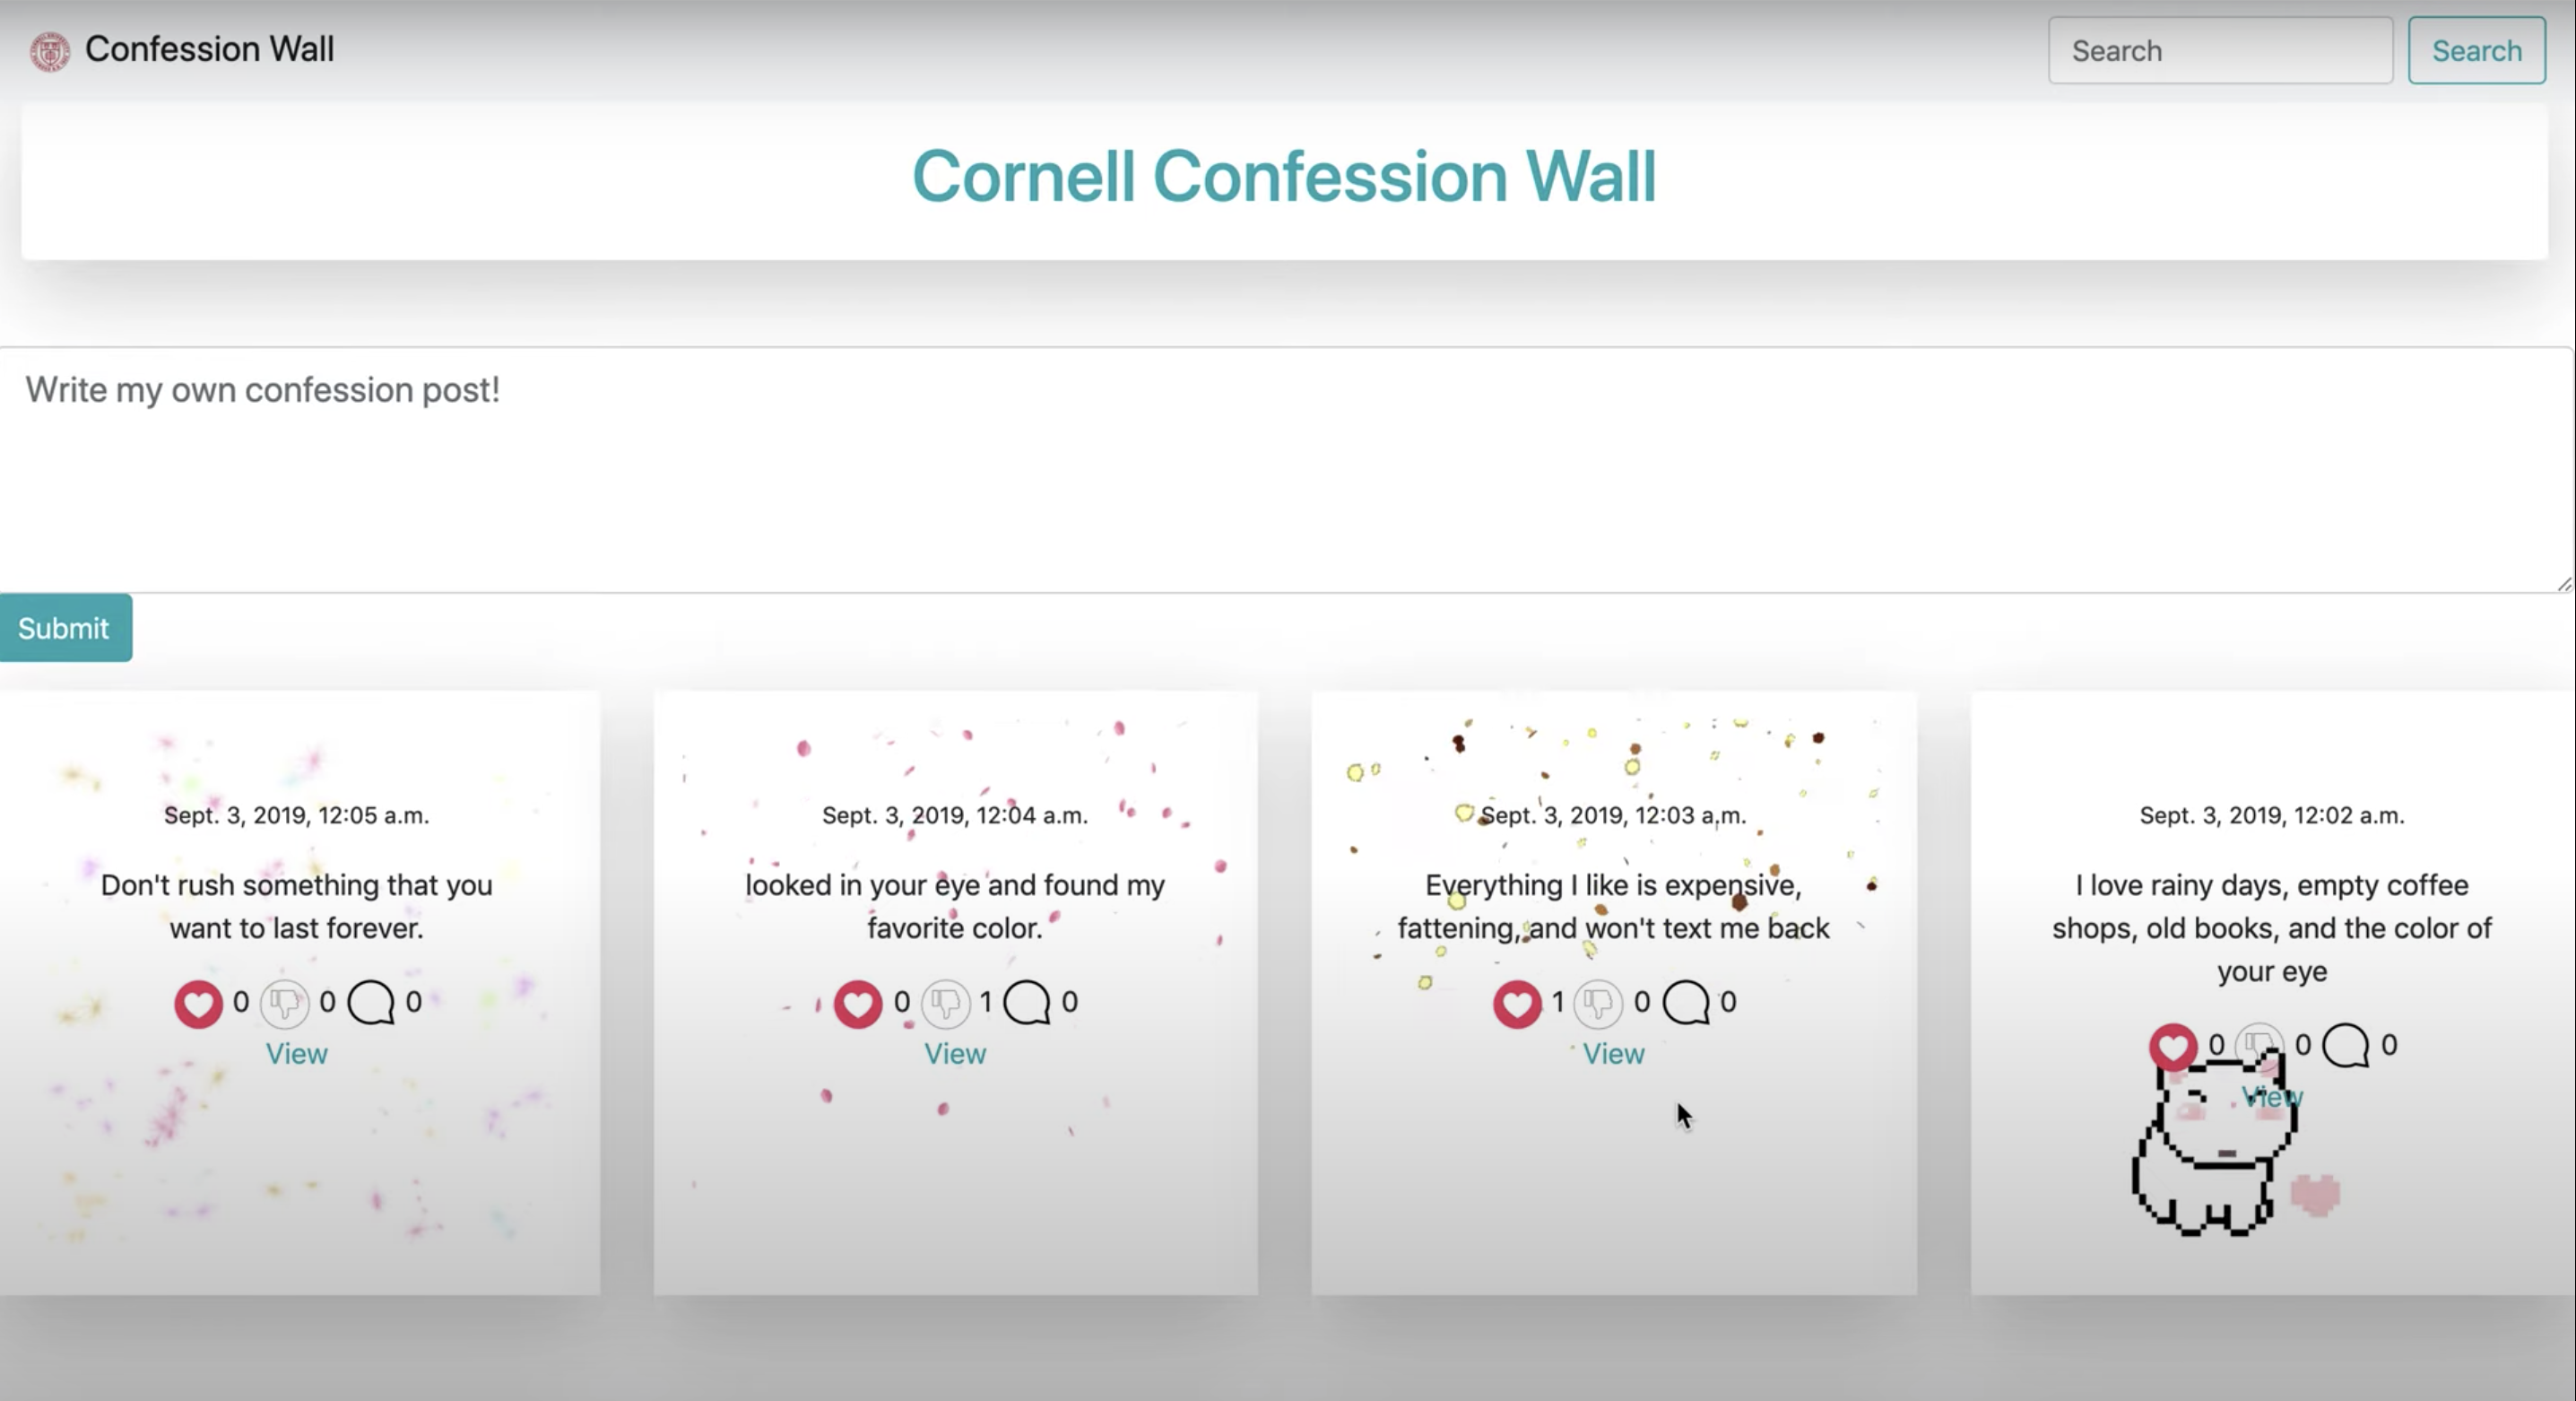 Confession Wall
Search
Search
Cornell Confession Wall
Write my own confession post!
Submit
Sept. 3, 2019, 12:05 a.m.
Don't rush something that you
want to last forever.
0 0 0
View
Sept. 3, 2019, 12:04 a.m.
looked in your eye and found my
favorite color.
0 1 0
View
Sept. 3, 2019, 12:03 a.m.
Everything I like is expensive,
fattening, and won't text me back
1 0 0
View
Sept. 3, 2019, 12:02 a.m.
I love rainy days, empty coffee
shops, old books, and the color of
your eye
0 0 0
View